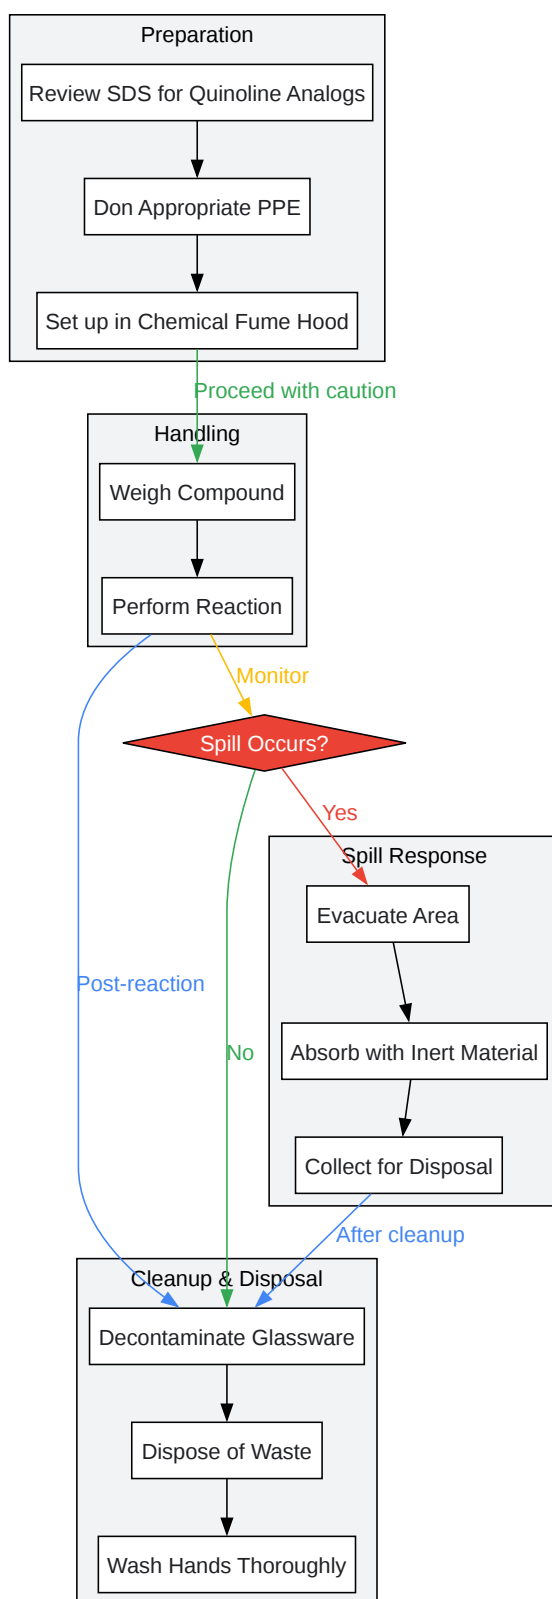 Preparation
Review SDS for Quinoline Analogs
Don Appropriate PPE
Set up in Chemical Fume Hood
Proceed with caution
Handling
Weigh Compound
Perform Reaction
Monitor
Spill Occurs?
Yes
Spill Response
Evacuate Area
Post-reaction
No
Absorb with Inert Material
Collect for Disposal
After cleanup
Cleanup & Disposal
Decontaminate Glassware
Dispose of Waste
Wash Hands Thoroughly